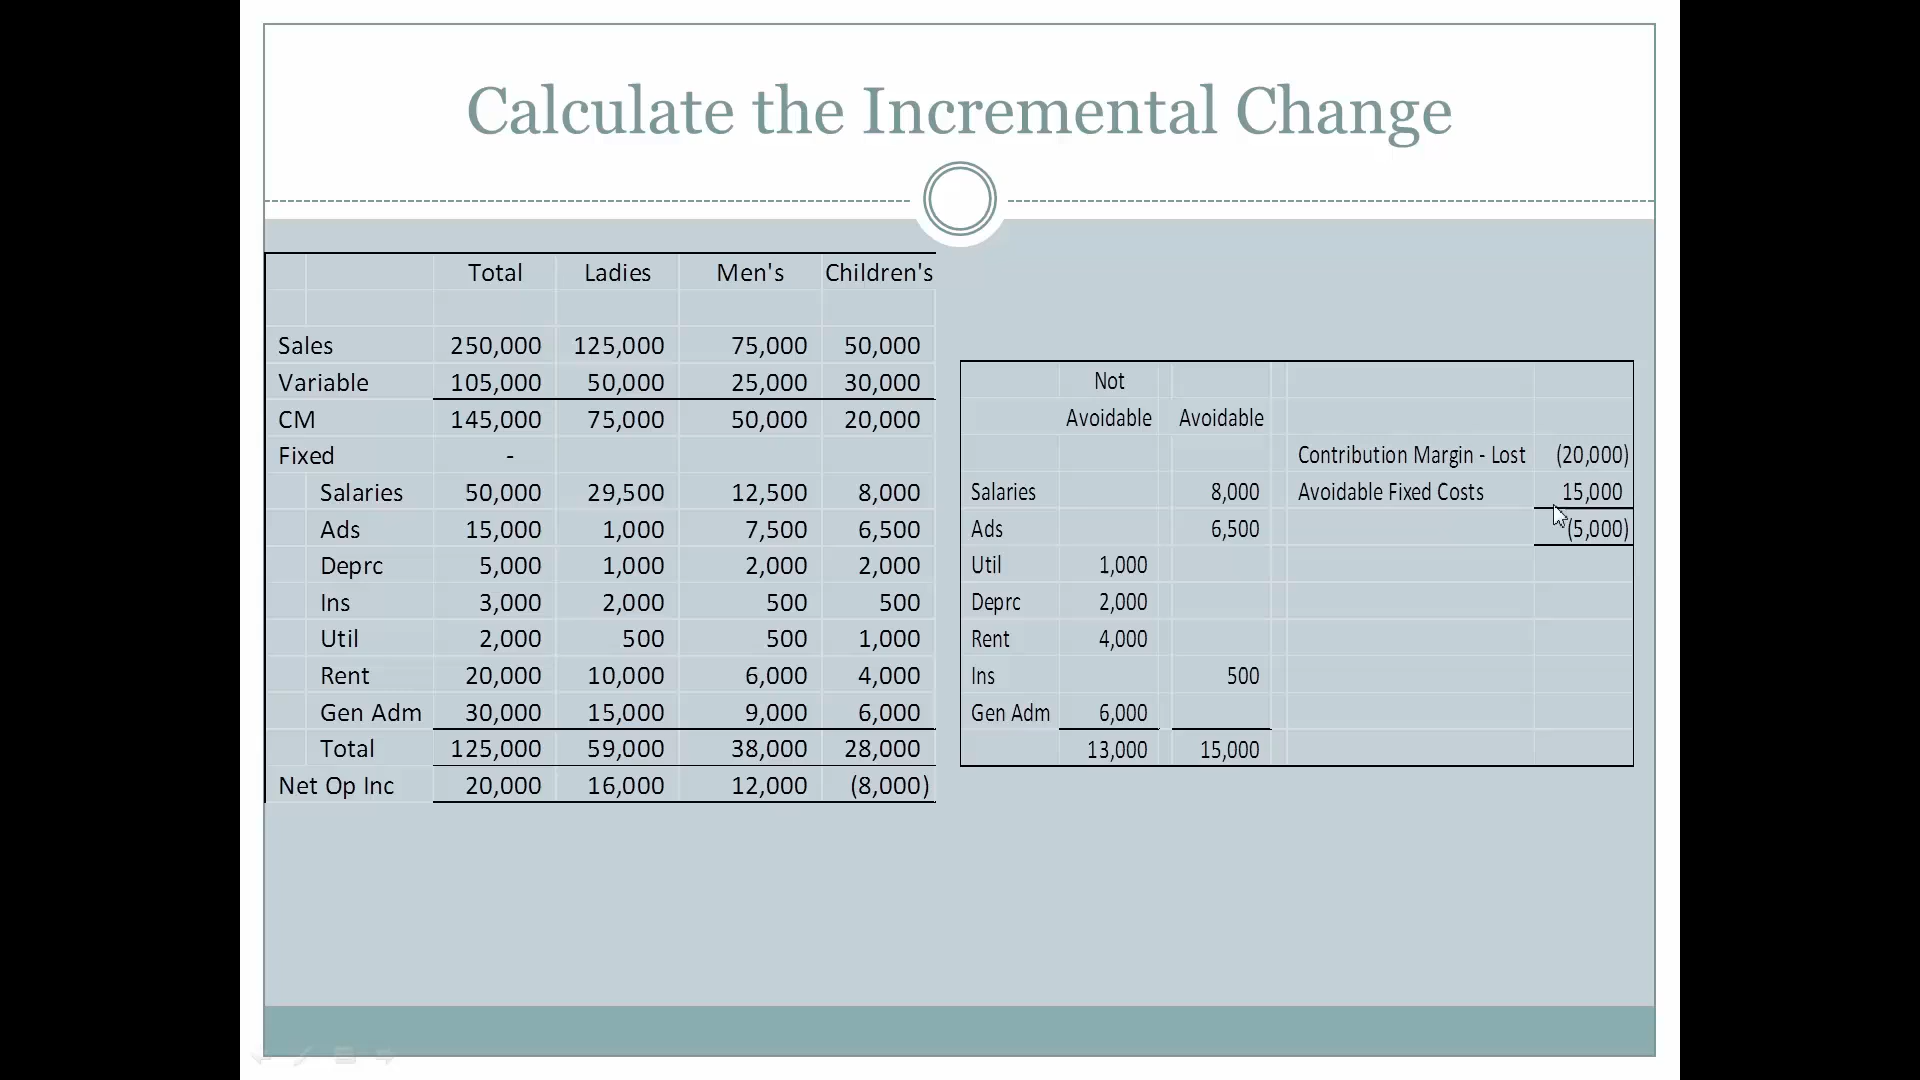 Calculate the Incremental Change
Total Ladies Men's Children's
Sales 250,000 125,000 75,000 50,000
Variable 105,000 50,000 25,000 30,000
CM 145,000 75,000 50,000 20,000
Fixed -
Salaries 50,000 29,500 12,500 8,000
Ads 15,000 1,000 7,500 6,500
Deprc 5,000 1,000 2,000 2,000
Ins 3,000 2,000 500 500
Util 2,000 500 500 1,000
Rent 20,000 10,000 6,000 4,000
Gen Adm 30,000 15,000 9,000 6,000
Total 125,000 59,000 38,000 28,000
Net Op Inc 20,000 16,000 12,000 (8,000)
Not
Avoidable Avoidable
Contribution Margin - Lost (20,000)
Salaries 8,000 Avoidable Fixed Costs 15,000
Ads 6,500 (5,000)
Util 1,000
Deprc 2,000
Rent 4,000
Ins 500
Gen Adm 6,000
13,000 15,000